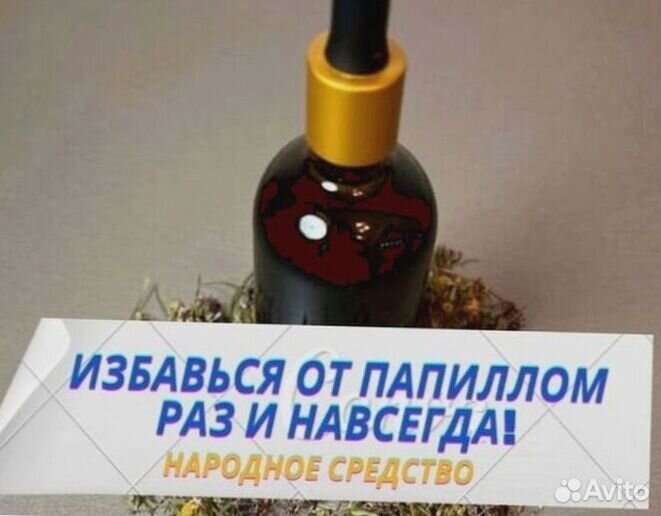 ИЗБАВЬСЯ ОТ ПАПИЛЛОМ
РАЗ И НАВСЕГДА!
НАРОДНОЕ СРЕДСТВО
Avito